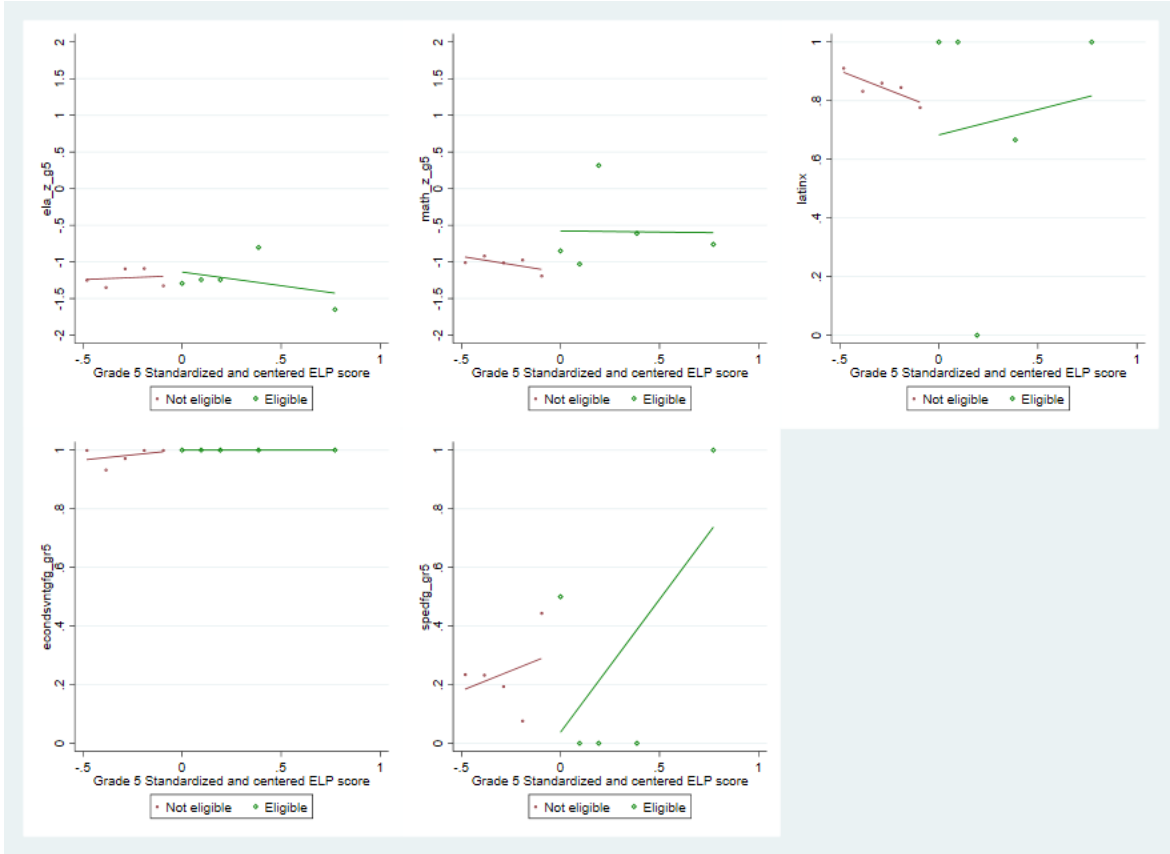 ela_z_g5
2
1.5
1
.5
0
-.5
-1
-1.5
-2
-.5 0 .5 1
Grade 5 Standardized and centered ELP score
Not eligible Eligible
math_z_g5
2
1.5
1
.5
0
-.5
-1
-1.5
-2
-.5 0 .5 1
Grade 5 Standardized and centered ELP score
Not eligible Eligible
latinx
1
.8
.6
.4
.2
0
-.5 0 .5 1
Grade 5 Standardized and centered ELP score
Not eligible Eligible
econdsvntgfg_gr5
1
.8
.6
.4
.2
0
-.5 0 .5 1
Grade 5 Standardized and centered ELP score
Not eligible Eligible
spedfg_gr5
1
.8
.6
.4
.2
0
-.5 0 .5 1
Grade 5 Standardized and centered ELP score
Not eligible Eligible